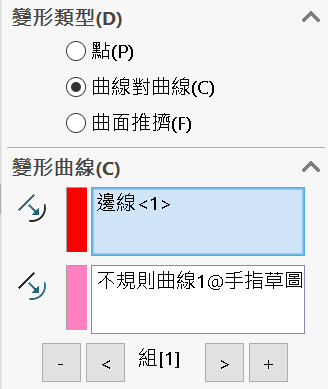 變形類型(D)
點(P)
曲線對曲線(C)
曲面推擠(F)
變形曲線(C)
邊線<1>
不規則曲線1@手指草圖
- < 組[1] > +